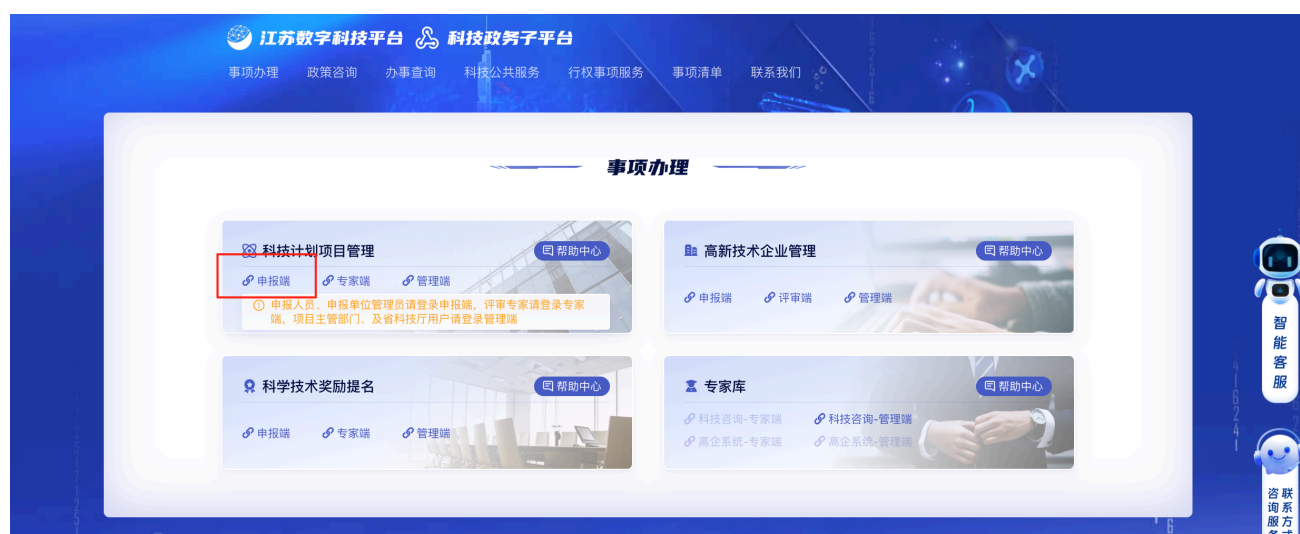 江苏数字科技平台 科技政务子平台
事项办理 政策咨询 办事查询 科技公共服务 行权事项服务 事项清单 联系我们
事项办理
科技计划项目管理 帮助中心
申报端 专家端 管理端
申报人员、申报单位管理员请登录申报端，评审专家请登录专家
端，项目主管部门、及省科技厅用户请登录管理端
高新技术企业管理 帮助中心
申报端 评审端 管理端
科学技术奖励提名 帮助中心
申报端 专家端 管理端
专家库 帮助中心
科技咨询-专家端 科技咨询-管理端
高企系统-专家端 高企系统-管理端
智能客服
联系方
咨询服